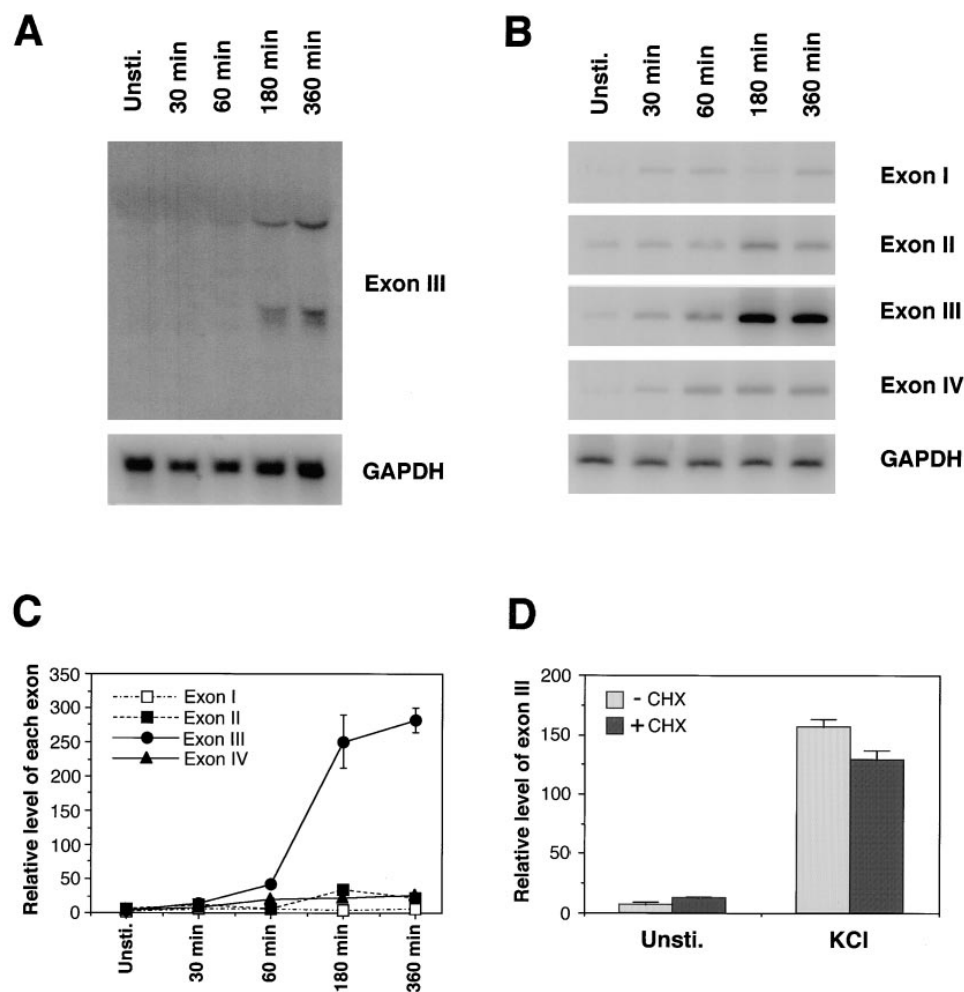 A
Unsti.
30 min
60 min
180 min
360 min
Exon III
GAPDH
B
Unsti.
30 min
60 min
180 min
360 min
Exon I
Exon II
Exon III
Exon IV
GAPDH
C
Relative level of each exon
350
300
250
200
150
100
50
0
Exon I
Exon II
Exon III
Exon IV
Unsti.
30 min
60 min
180 min
360 min
D
Relative level of exon III
200
150
100
50
0
- CHX
+ CHX
Unsti.
KCl